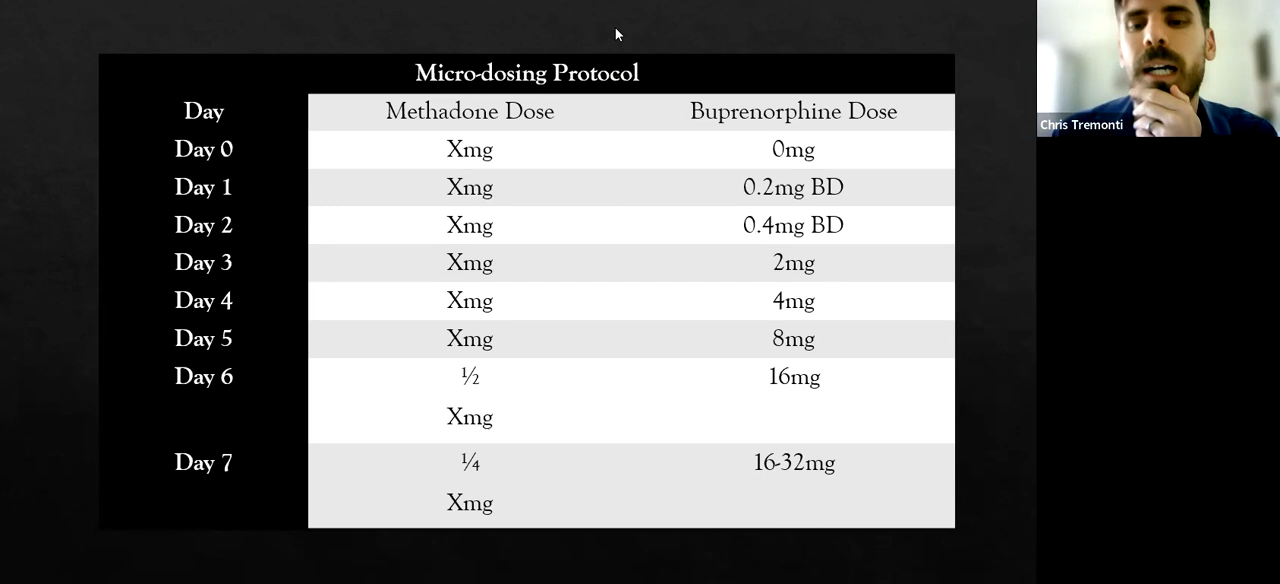 Micro-dosing Protocol
Day Methadone Dose Buprenorphine Dose
Day 0 Xmg 0mg
Day 1 Xmg 0.2mg BD
Day 2 Xmg 0.4mg BD
Day 3 Xmg 2mg
Day 4 Xmg 4mg
Day 5 Xmg 8mg
Day 6 ½ 16mg
Xmg
Day 7 ¼ 16-32mg
Xmg
Chris Tremonti